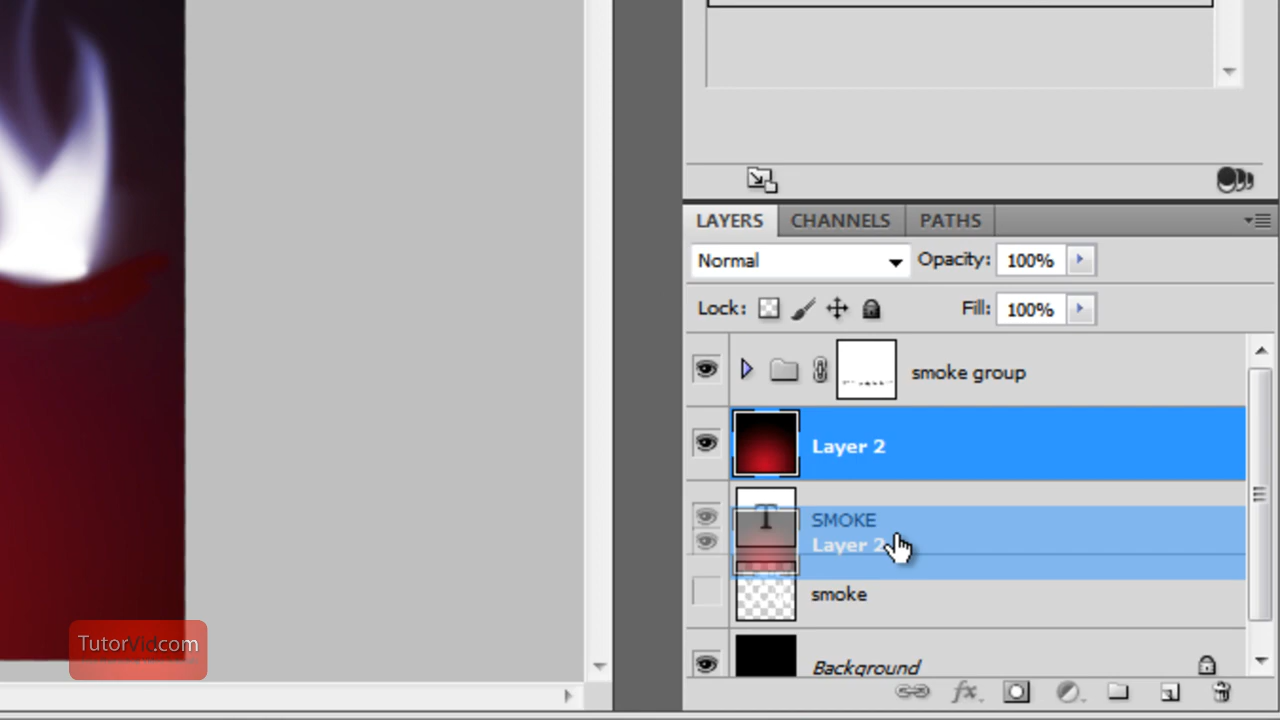 LAYERS CHANNELS PATHS
Normal Opacity: 100%
Lock: Fill: 100%
smoke group
Layer 2
T SMOKE
Layer 2
smoke
Background
fx
TutorVid.com